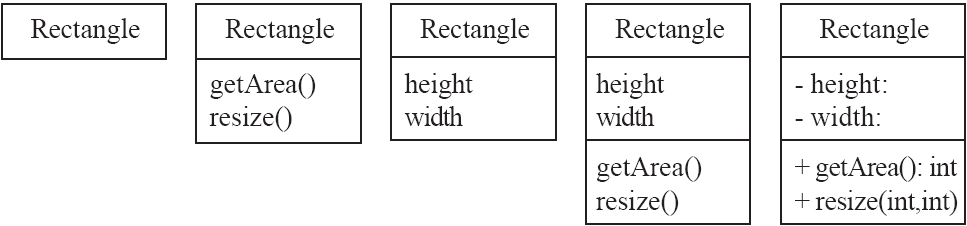 Rectangle
Rectangle
getArea()
resize()
Rectangle
height
width
Rectangle
height
width
getArea()
resize()
Rectangle
- height:
- width:
+ getArea(): int
+ resize(int,int)